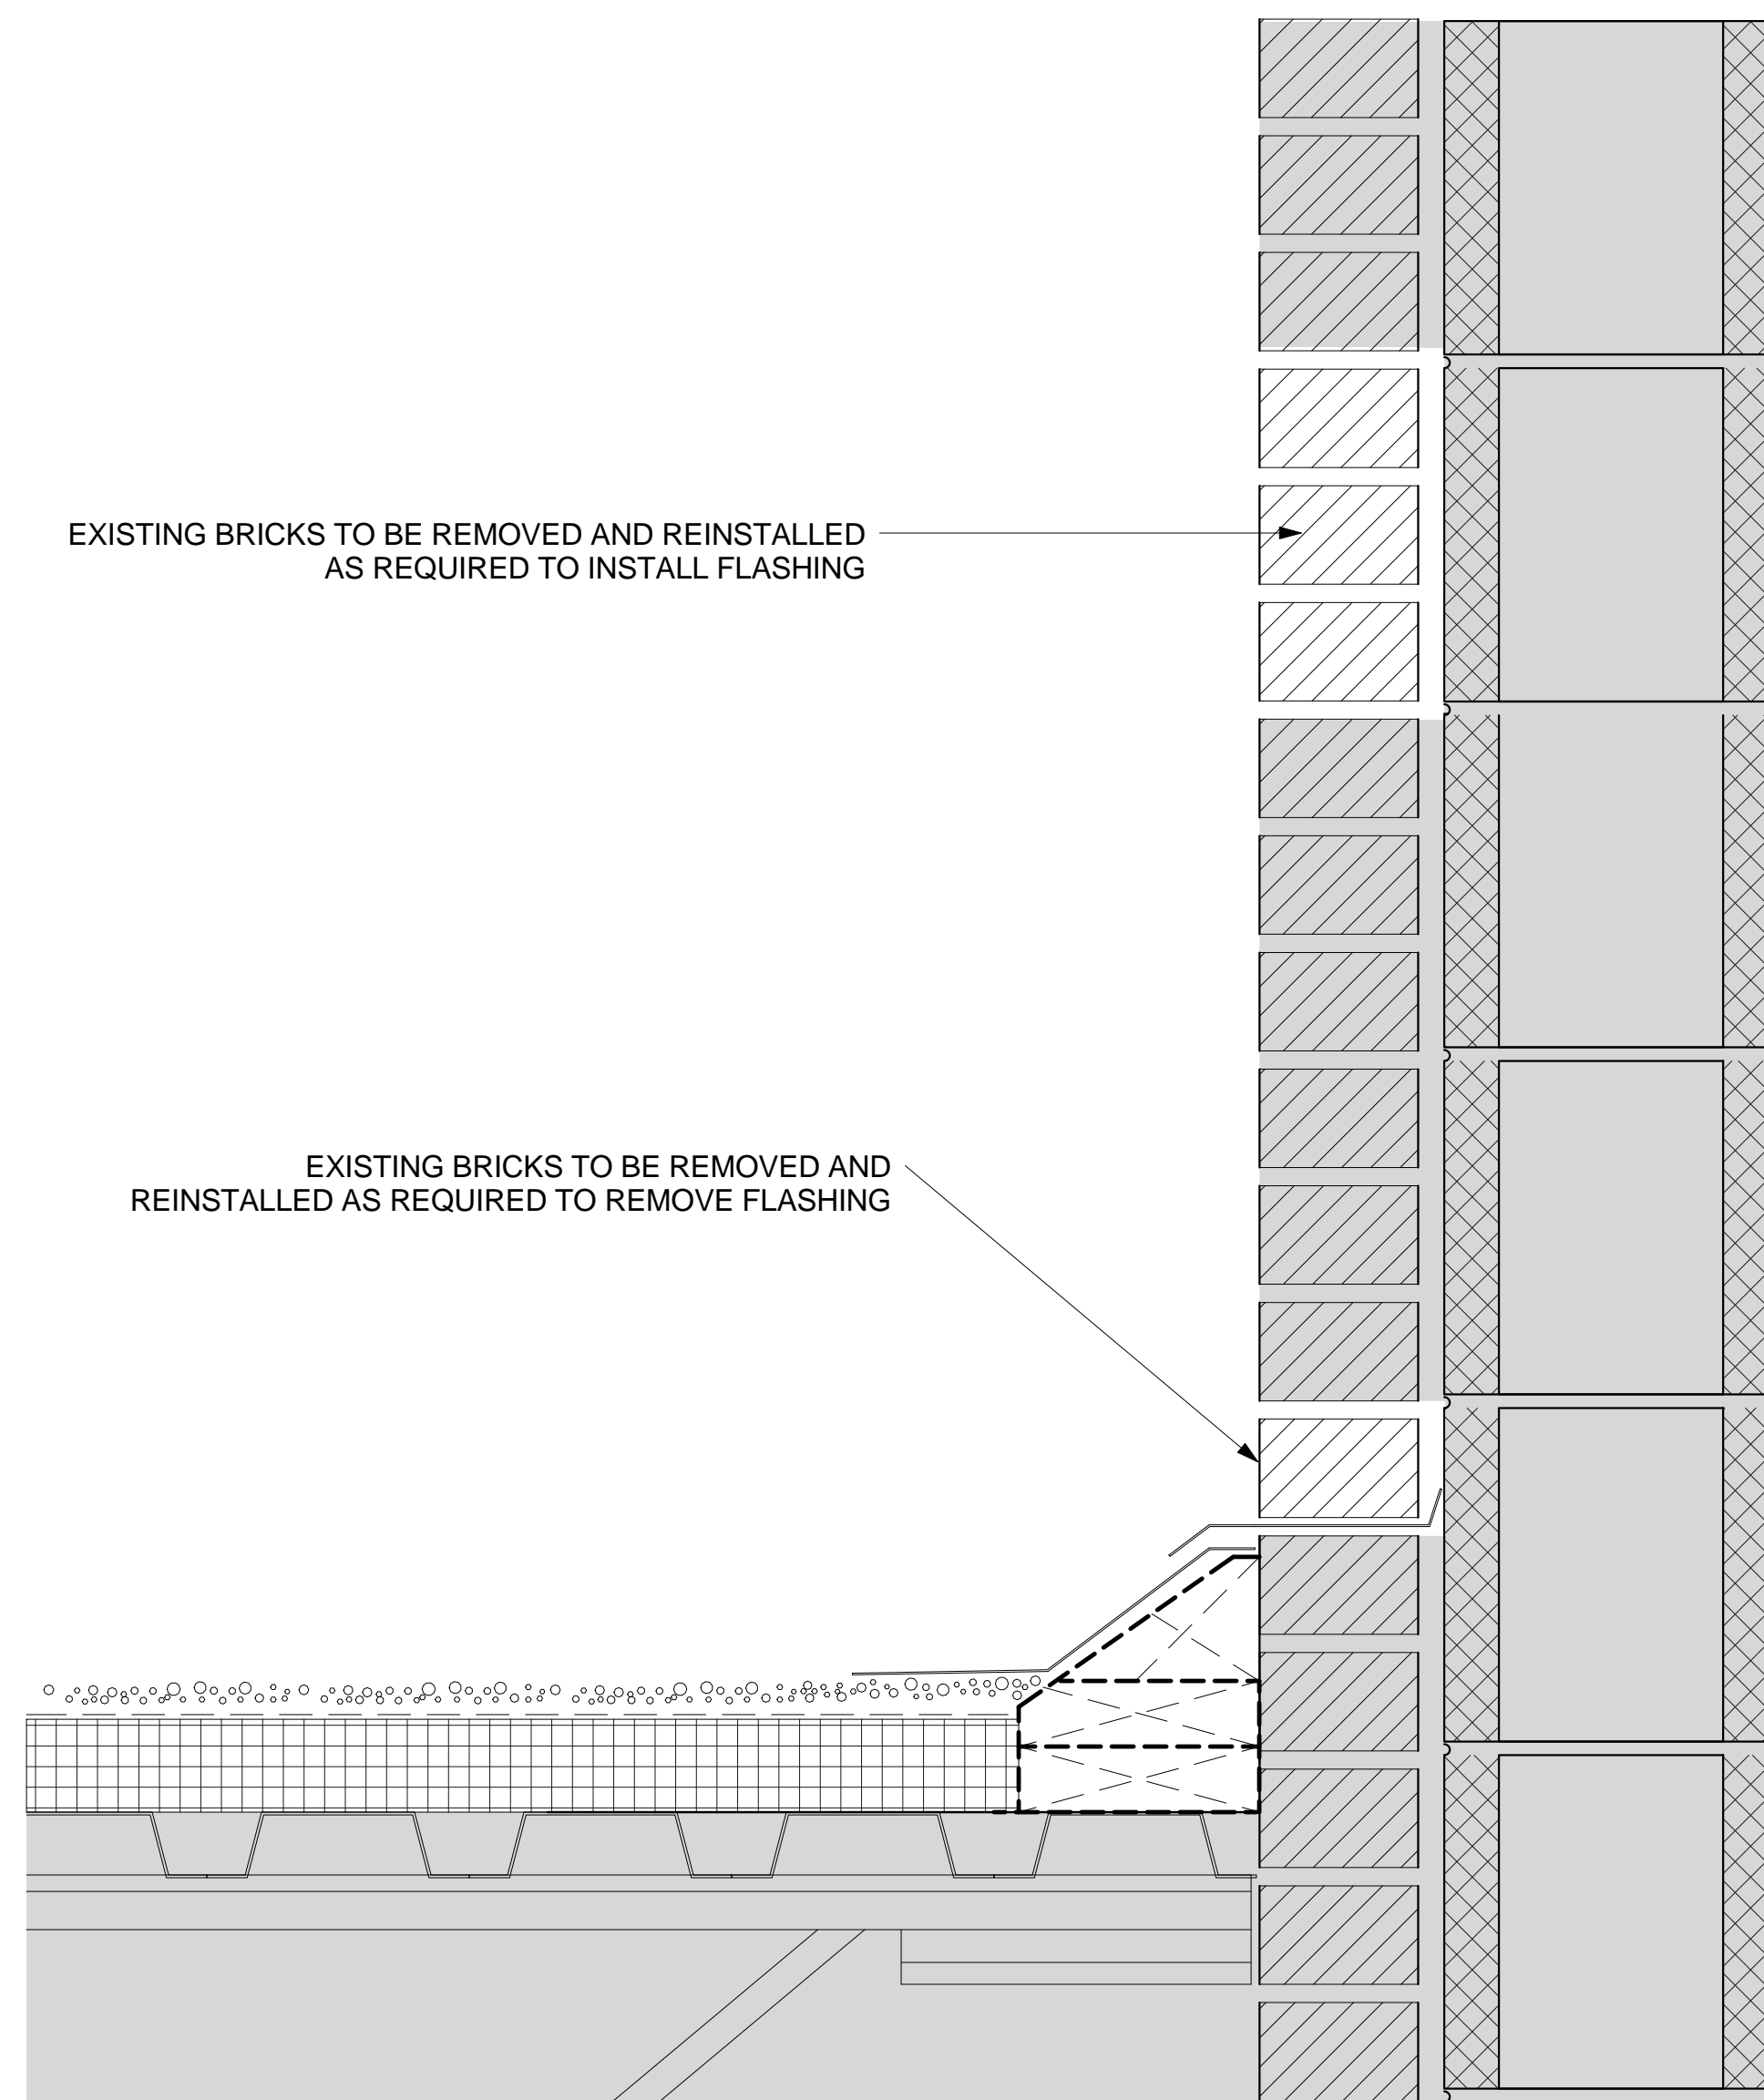 EXISTING BRICKS TO BE REMOVED AND REINSTALLED
AS REQUIRED TO INSTALL FLASHING
EXISTING BRICKS TO BE REMOVED AND
REINSTALLED AS REQUIRED TO REMOVE FLASHING